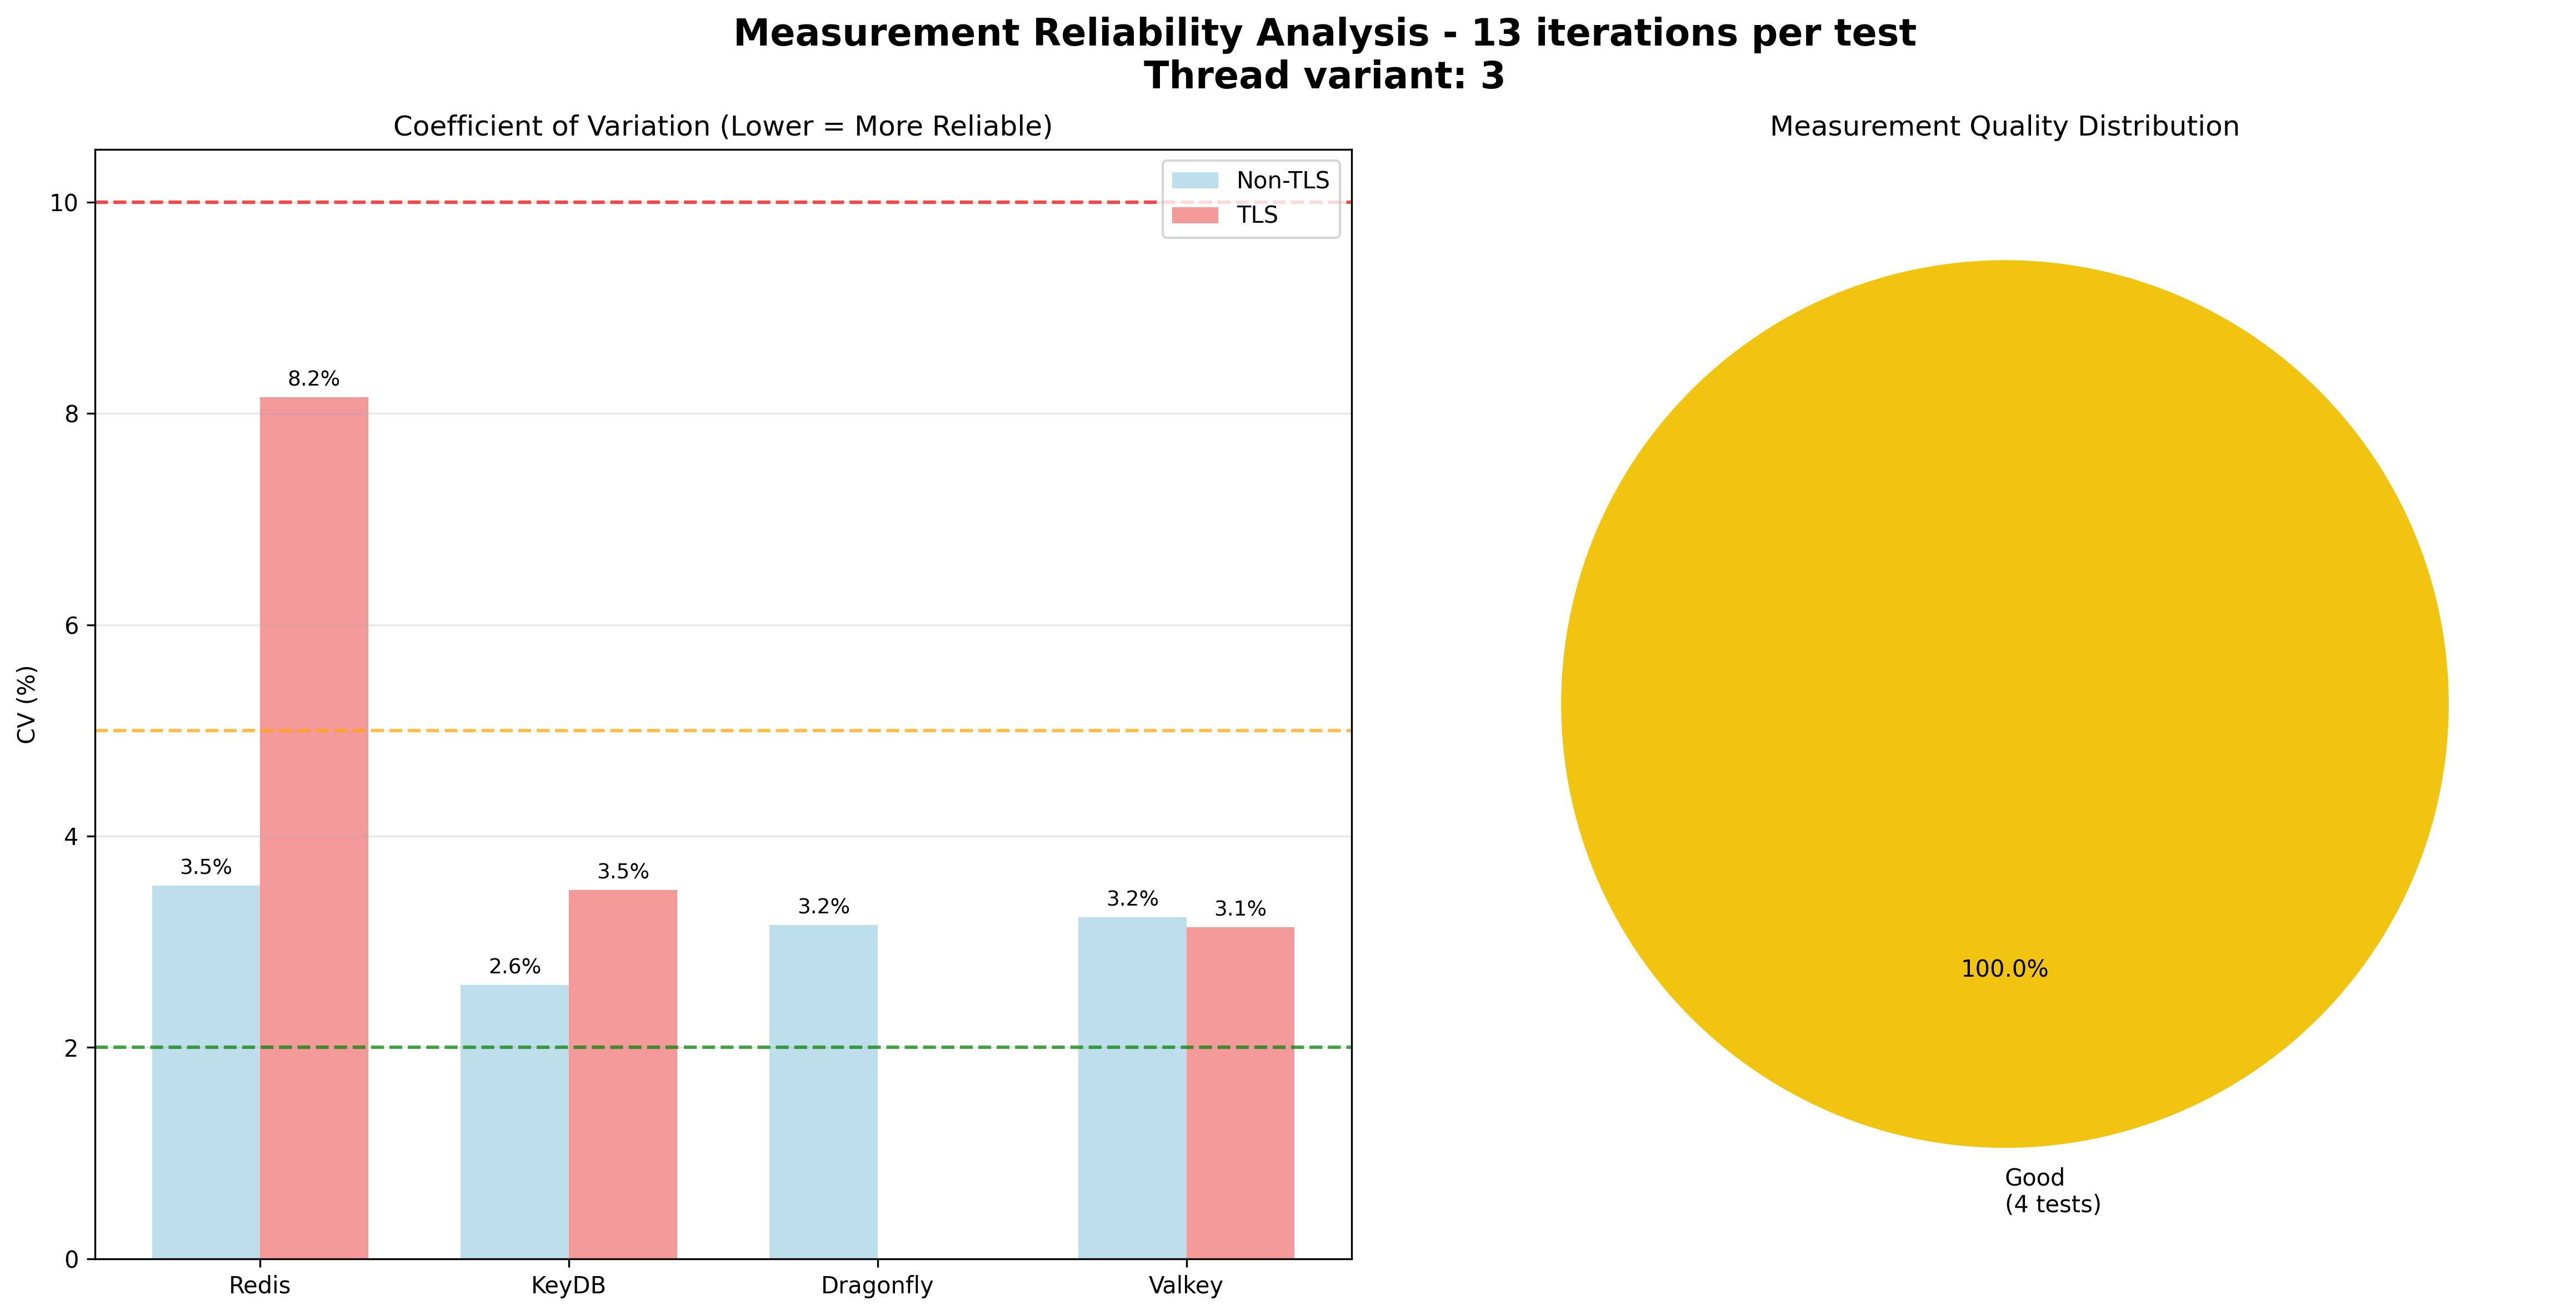 Measurement Reliability Analysis - 13 iterations per test
Thread variant: 3
Coefficient of Variation (Lower = More Reliable)
CV (%)
10
8
6
4
2
0
Non-TLS
TLS
3.5%
8.2%
2.6%
3.5%
3.2%
3.2%
3.1%
Redis
KeyDB
Dragonfly
Valkey
Measurement Quality Distribution
100.0%
Good
(4 tests)